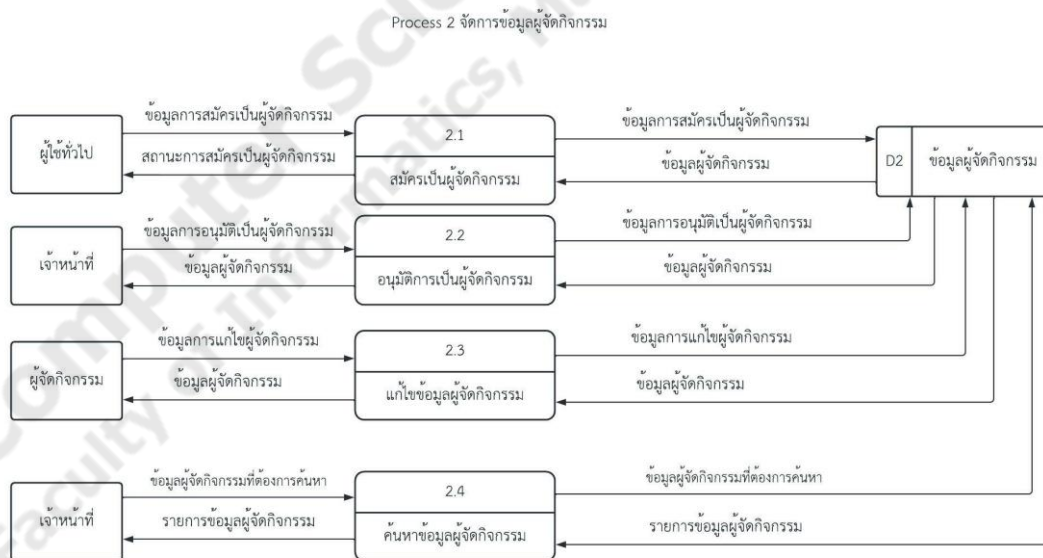 Process 2 จัดการข้อมูลผู้จัดกิจกรรม
ผู้ใช้ทั่วไป
ข้อมูลการสมัครเป็นผู้จัดกิจกรรม
สถานะการสมัครเป็นผู้จัดกิจกรรม
2.1
สมัครเป็นผู้จัดกิจกรรม
ข้อมูลการสมัครเป็นผู้จัดกิจกรรม
ข้อมูลผู้จัดกิจกรรม
D2
ข้อมูลผู้จัดกิจกรรม
เจ้าหน้าที่
ข้อมูลการอนุมัติเป็นผู้จัดกิจกรรม
ข้อมูลผู้จัดกิจกรรม
2.2
อนุมัติการเป็นผู้จัดกิจกรรม
ข้อมูลการอนุมัติเป็นผู้จัดกิจกรรม
ข้อมูลผู้จัดกิจกรรม
ผู้จัดกิจกรรม
ข้อมูลการแก้ไขผู้จัดกิจกรรม
ข้อมูลผู้จัดกิจกรรม
2.3
แก้ไขข้อมูลผู้จัดกิจกรรม
ข้อมูลการแก้ไขผู้จัดกิจกรรม
ข้อมูลผู้จัดกิจกรรม
เจ้าหน้าที่
ข้อมูลผู้จัดกิจกรรมที่ต้องการค้นหา
รายการข้อมูลผู้จัดกิจกรรม
2.4
ค้นหาข้อมูลผู้จัดกิจกรรม
ข้อมูลผู้จัดกิจกรรมที่ต้องการค้นหา
รายการข้อมูลผู้จัดกิจกรรม
Computer
Faculty of Informatics,